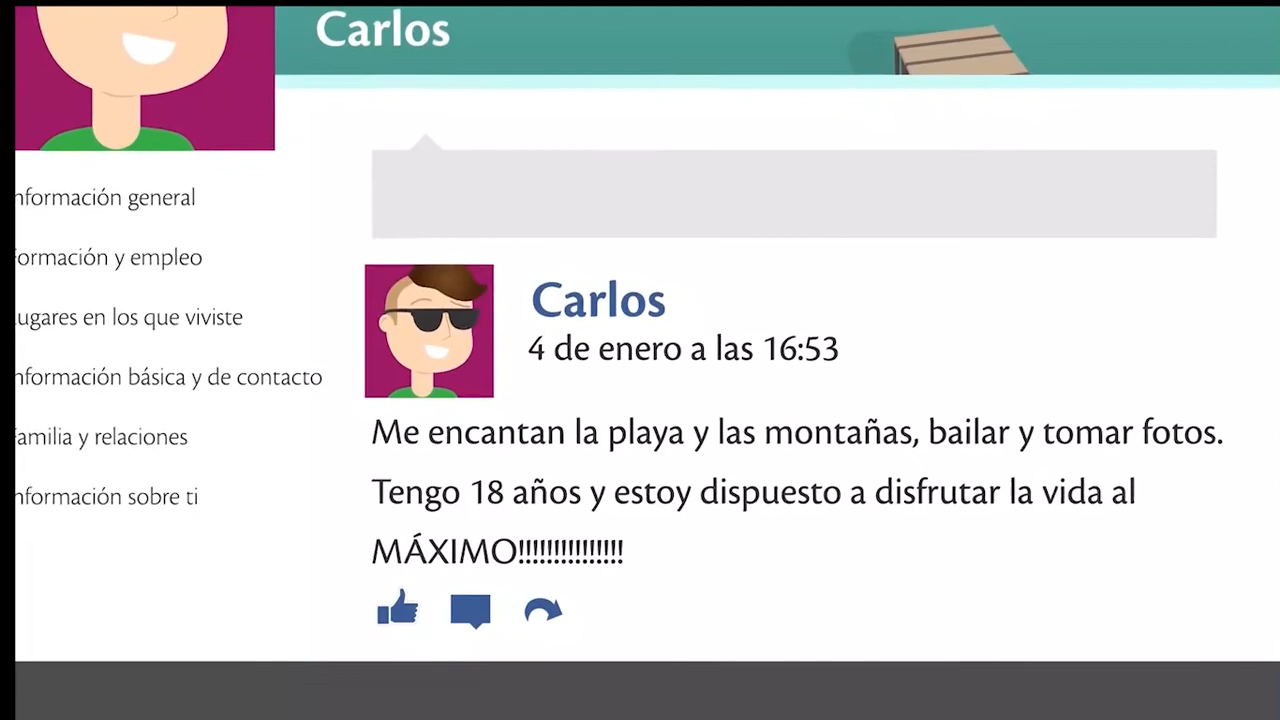 Carlos
nformación general
ormación y empleo
ugares en los que viviste
nformación básica y de contacto
amilia y relaciones
nformación sobre ti
Carlos
4 de enero a las 16:53
Me encantan la playa y las montañas, bailar y tomar fotos.
Tengo 18 años y estoy dispuesto a disfrutar la vida al
MÁXIMO!!!!!!!!!!!!!!!